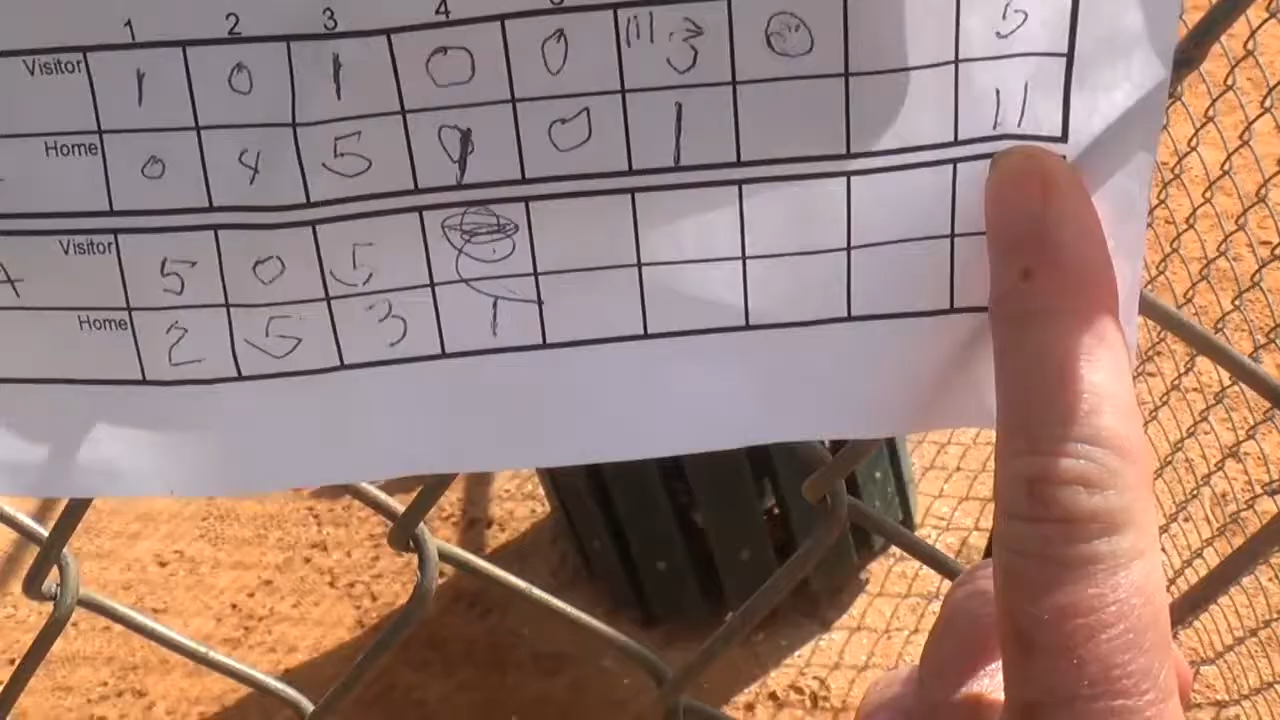 1 2 3 4
Visitor 1 0 1 0 0 3 0 5
Home 0 4 5 1 0 1 11
Visitor 5 0 5
Home 2 5 3 1